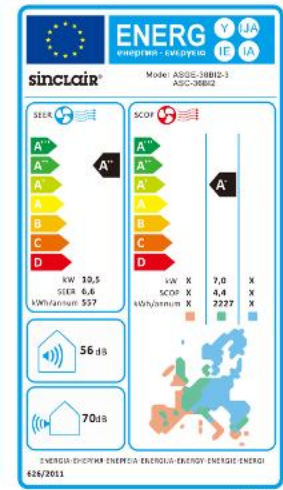 ENERG Y IJA
енергия · ενεργεια IE IA
sinclair®
Model: ASGE-36BI2-3
ASC-36BI2
SEER SCOP
A+++ A+++
A++ A++ A++
A+ A+ A+
A A
B B
C C
D D
kW 10,5 kW X 7,0 X
SEER 6,6 SCOP X 4,4 X
kWh/annum 557 kWh/annum X 2227 X
56 dB
70dB
ENERGIA·ЕНЕРГИЯ·ΕΝΕΡΓΕΙΑ·ENERGIJA·ENERGY·ENERGIE·ENERGI
626/2011